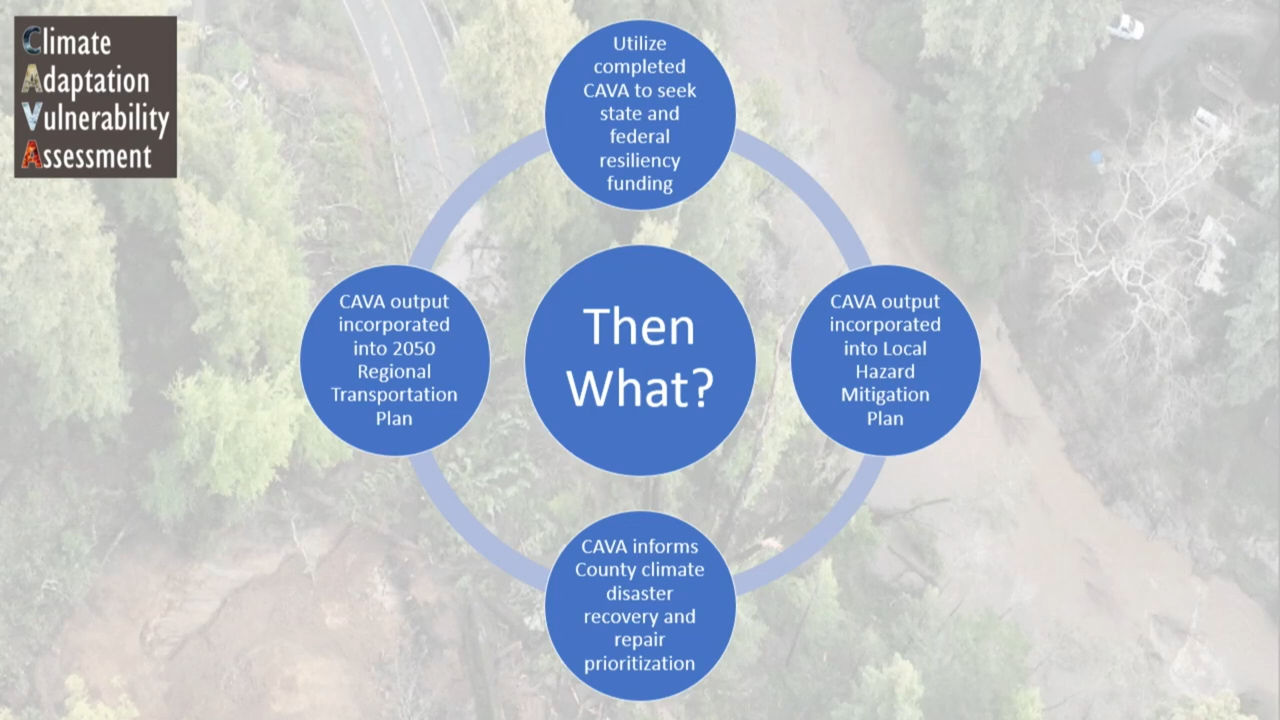 Climate
Adaptation
Vulnerability
Assessment
Utilize
completed
CAVA to seek
state and
federal
resiliency
funding
CAVA output
incorporated
into 2050
Regional
Transportation
Plan
Then
What?
CAVA output
incorporated
into Local
Hazard
Mitigation
Plan
CAVA informs
County climate
disaster
recovery and
repair
prioritization